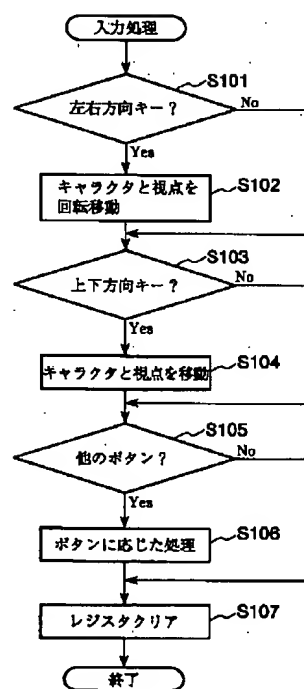 入力処理
S101
左右方向キー?
No
Yes
キャラクタと視点を
回転移動
S102
S103
上下方向キー?
No
Yes
キャラクタと視点を移動
S104
S105
他のボタン?
No
Yes
ボタンに応じた処理
S106
レジスタクリア
S107
終了